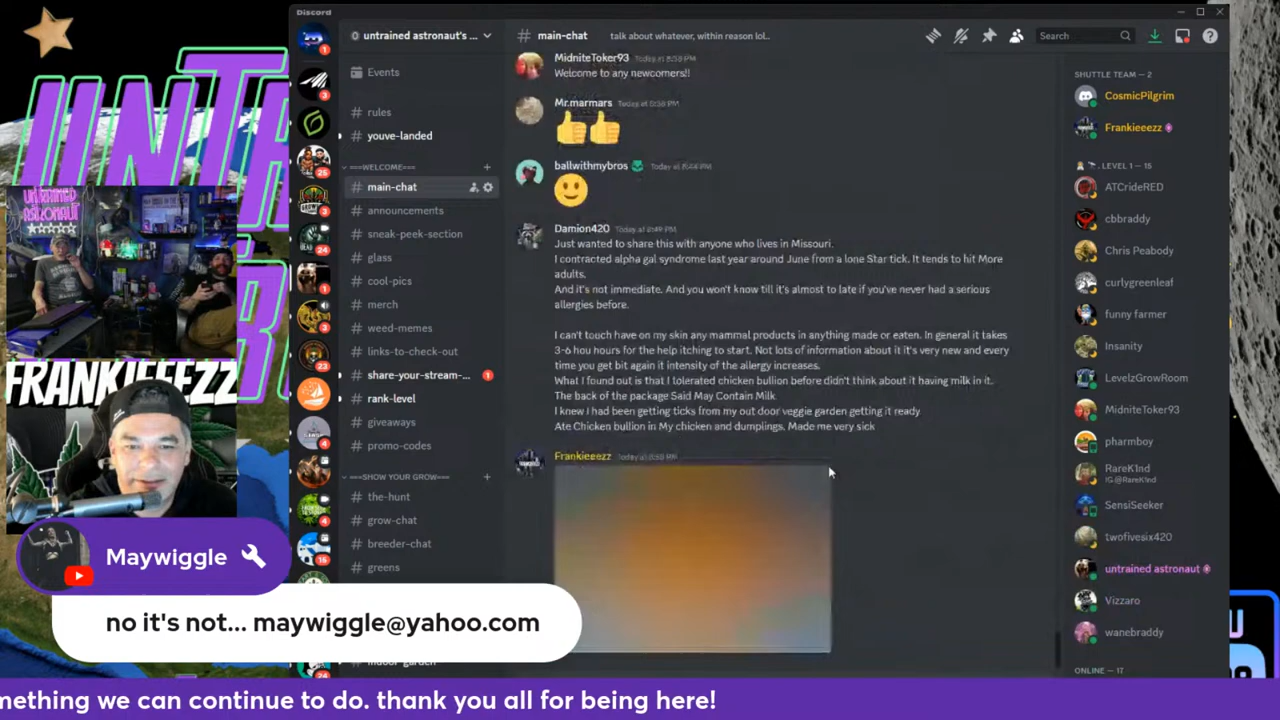 Discord
untrained astronaut's ...
main-chat
talk about whatever, within reason lol..
Search
Events
rules
youve-landed
===WELCOME===
main-chat
announcements
sneak-peek-section
glass
cool-pics
merch
weed-memes
links-to-check-out
share-your-stream-...
rank-level
giveaways
promo-codes
===SHOW YOUR GROW===
the-hunt
grow-chat
breeder-chat
greens
indoor-garden
MidniteToker93
Welcome to any newcomers!!
Mr.marmars
ballwithmybros
Damion420
Just wanted to share this with anyone who lives in Missouri.
I contracted alpha gal syndrome last year around June from a lone Star tick. It tends to hit More
adults.
And it's not immediate. And you won't know till it's almost to late if you've never had a serious
allergies before.
I can't touch have on my skin any mammal products in anything made or eaten. In general it takes
3-6 hou hours for the help itching to start. Not lots of information about it it's very new and every
time you get bit again it intensity of the allergy increases.
What I found out is that I tolerated chicken bullion before didn't think about it having milk in it.
The back of the package Said May Contain Milk
I knew I had been getting ticks from my out door veggie garden getting it ready
Ate Chicken bullion in My chicken and dumplings, Made me very sick
Frankieeezz
SHUTTLE TEAM — 2
CosmicPilgrim
Frankieeezz
LEVEL 1 — 15
ATCrideRED
cbbraddy
Chris Peabody
curlygreenleaf
funny farmer
Insanity
LevelzGrowRoom
MidniteToker93
pharmboy
RareK1nd
IG.@RareK1nd
SensiSeeker
twofivesix420
untrained astronaut
Vizzaro
wanebraddy
ONLINE — 17
FRANKIEEEZZ
Maywiggle
no it's not... maywiggle@yahoo.com
mething we can continue to do. thank you all for being here!